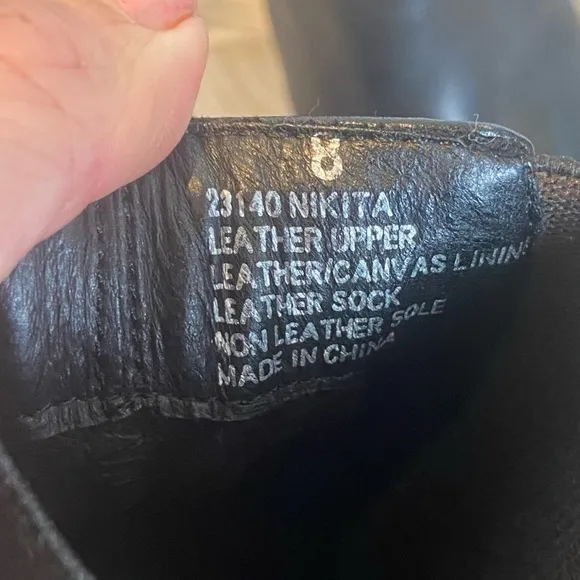 8
23140 NIKITA
LEATHER UPPER
LEATHER/CANVAS LINING
LEATHER SOCK
NON LEATHER SOLE
MADE IN CHINA